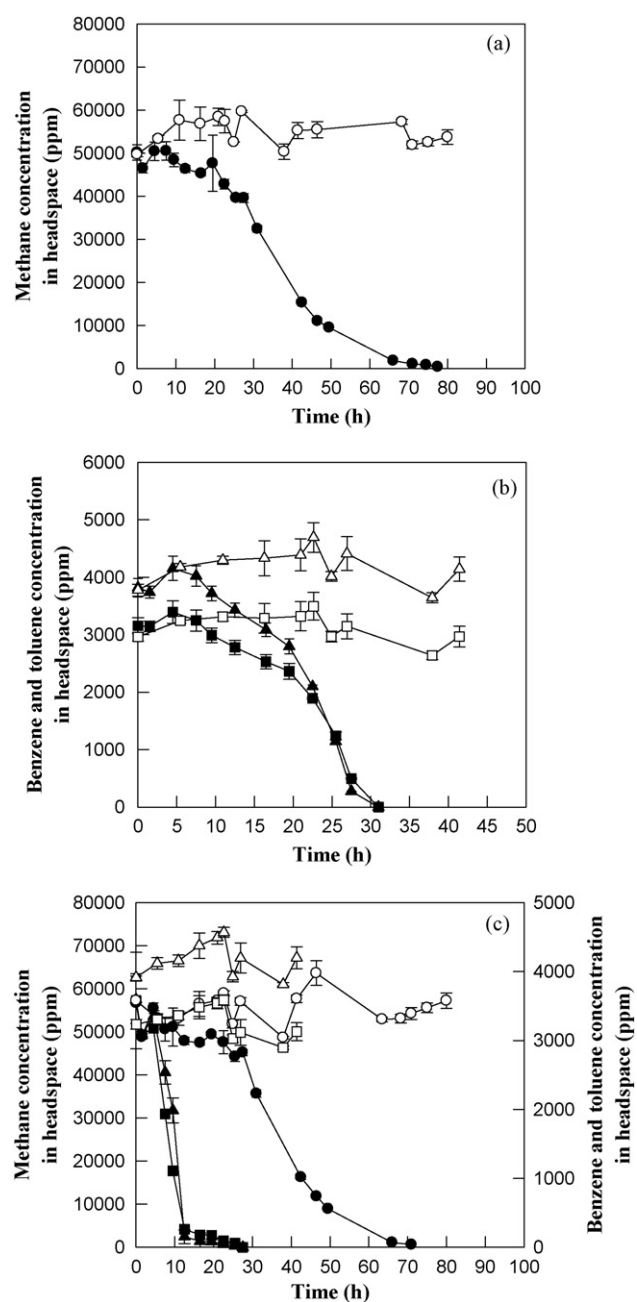 (a)
80000
70000
60000
50000
40000
30000
20000
10000
0
Methane concentration
in headspace (ppm)
0 10 20 30 40 50 60 70 80 90 100
Time (h)
(b)
6000
5000
4000
3000
2000
1000
0
Benzene and toluene concentration
in headspace (ppm)
0 5 10 15 20 25 30 35 40 45 50
Time (h)
(c)
80000
70000
60000
50000
40000
30000
20000
10000
0
Methane concentration
in headspace (ppm)
5000
4000
3000
2000
1000
0
Benzene and toluene concentration
in headspace (ppm)
0 10 20 30 40 50 60 70 80 90 100
Time (h)